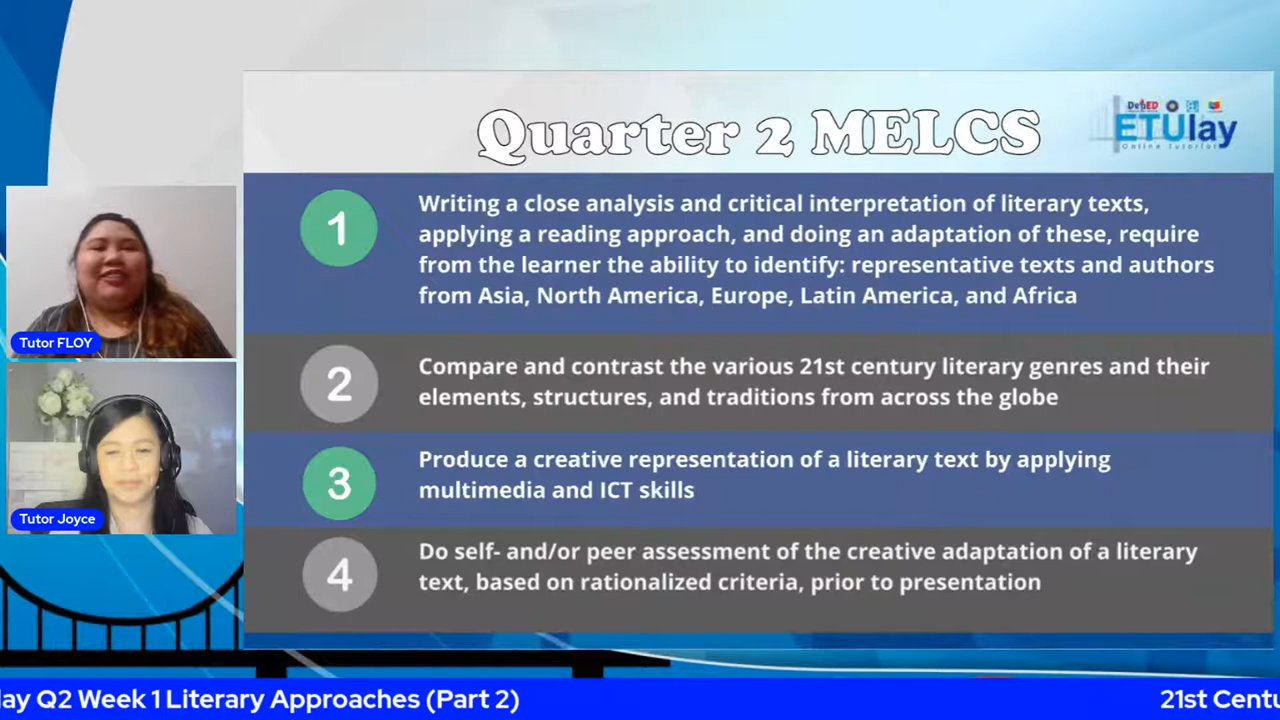 Quarter 2 MELCS
DepED
ETUlay
Online Tutorial
1
Writing a close analysis and critical interpretation of literary texts,
applying a reading approach, and doing an adaptation of these, require
from the learner the ability to identify: representative texts and authors
from Asia, North America, Europe, Latin America, and Africa
2
Compare and contrast the various 21st century literary genres and their
elements, structures, and traditions from across the globe
3
Produce a creative representation of a literary text by applying
multimedia and ICT skills
4
Do self- and/or peer assessment of the creative adaptation of a literary
text, based on rationalized criteria, prior to presentation
Tutor FLOY
Tutor Joyce
lay Q2 Week 1 Literary Approaches (Part 2)
21st Centu